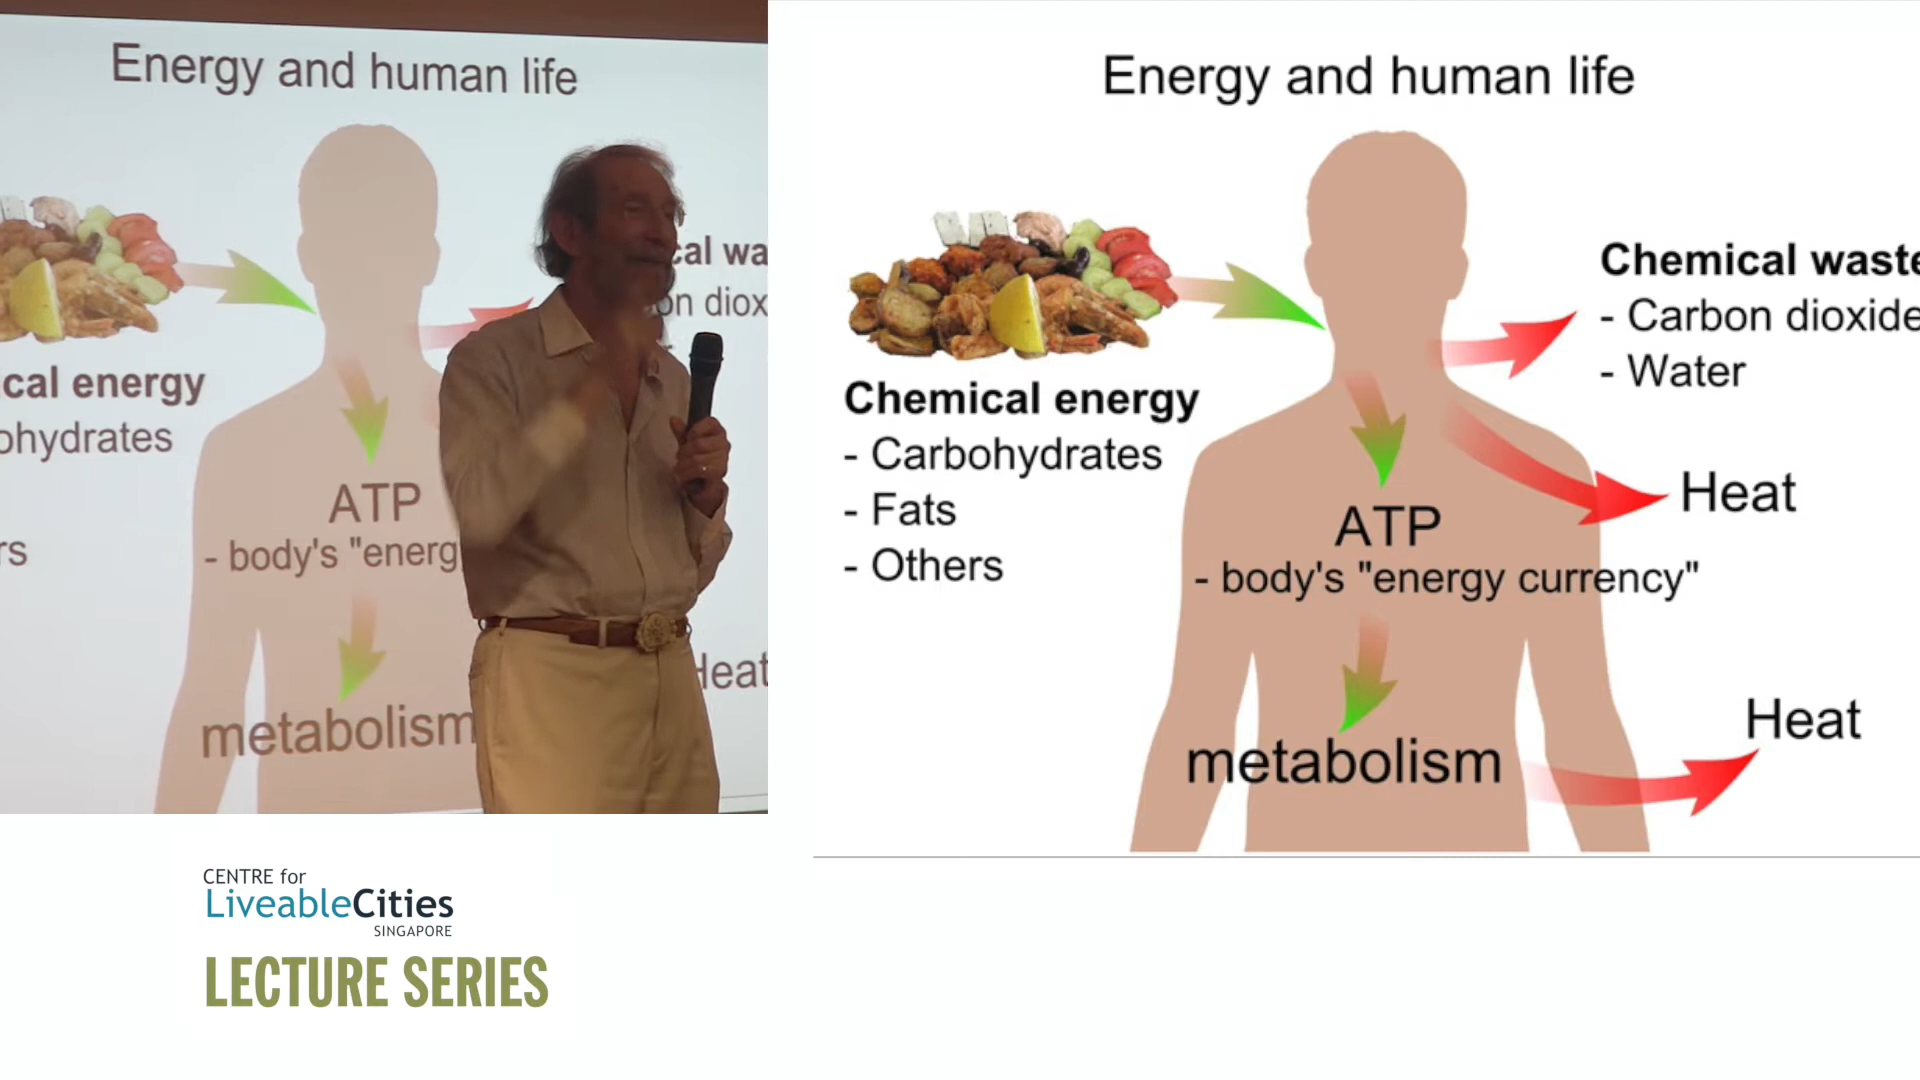 Energy and human life
cal wa
on diox
cal energy
ohydrates
ATP
rs
- body's "energ
Heat
metabolism
CENTRE for
LiveableCities
SINGAPORE
LECTURE SERIES
Energy and human life
Chemical waste
- Carbon dioxide
- Water
Chemical energy
- Carbohydrates
- Fats
- Others
Heat
ATP
- body's "energy currency"
Heat
metabolism